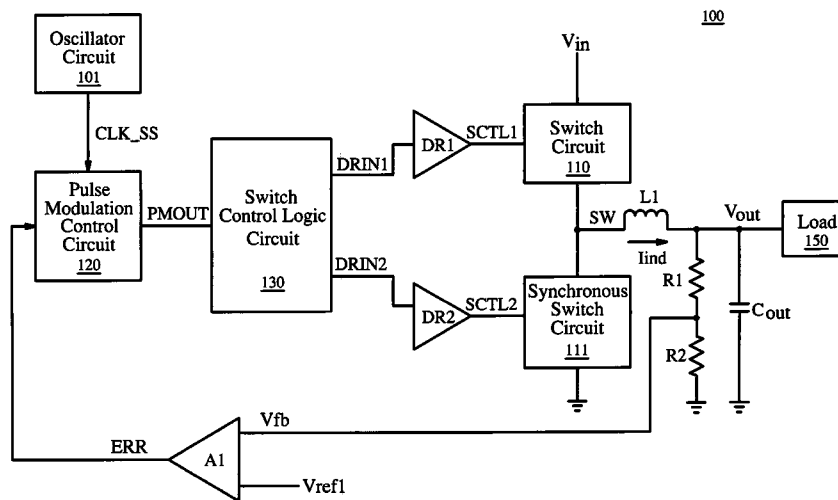 100
Oscillator
Circuit
101
CLK_SS
Pulse
Modulation
Control
Circuit
120
PMOUT
Switch
Control Logic
Circuit
130
DRIN1
DR1
SCTL1
DRIN2
DR2
SCTL2
Vin
Switch
Circuit
110
SW
L1
Iind
Vout
Load
150
Synchronous
Switch
Circuit
111
R1
R2
Cout
Vfb
ERR
A1
Vref1